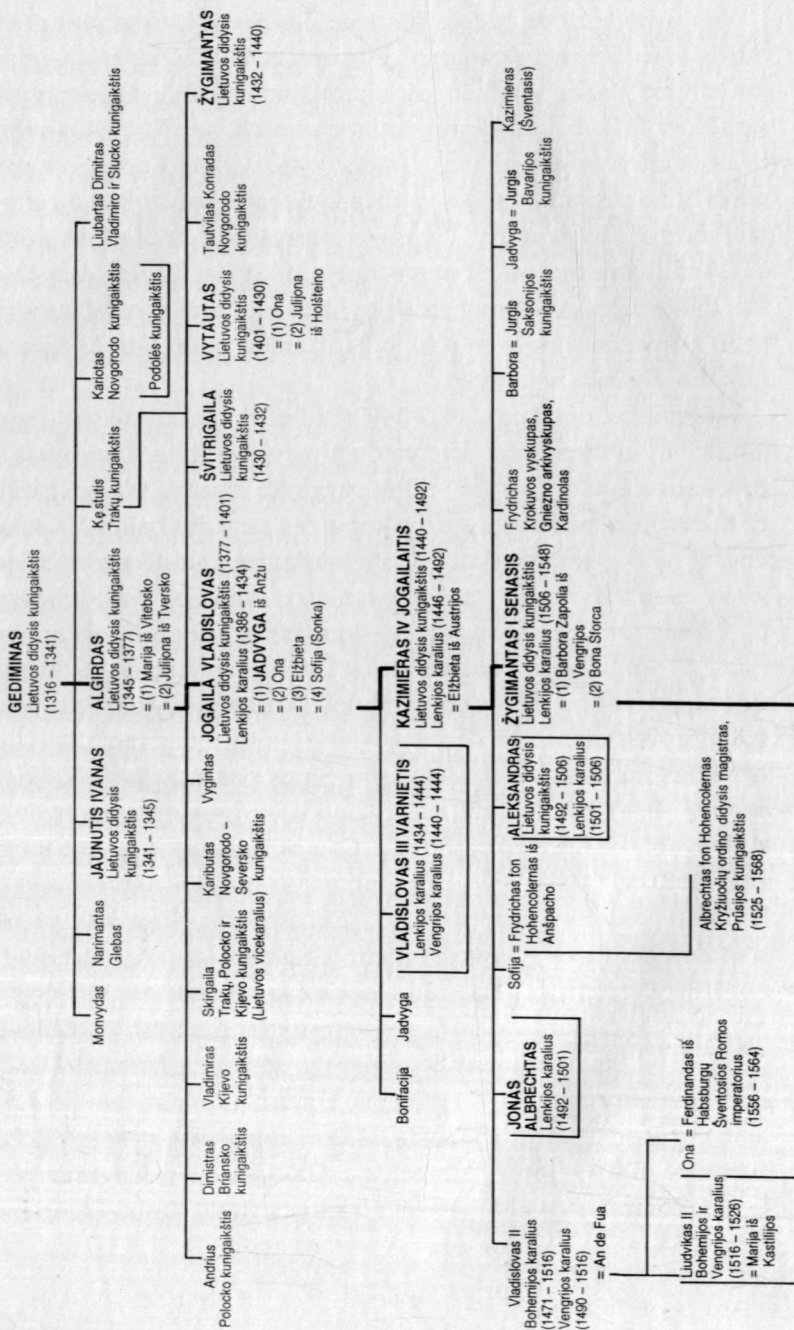 GEDIMINAS
Lietuvos didysis kunigaikštis
(1316 – 1341)
Monvydas
Narimantas
Glebas
JAUNUTIS IVANAS
Lietuvos didysis
kunigaikštis
(1341 – 1345)
ALGIRDAS
Lietuvos didysis kunigaikštis
(1345 – 1377)
= (1) Marija iš Vitebsko
= (2) Julijona iš Tversko
Kęstutis
Trakų kunigaikštis
Kariotas
Novgorodo kunigaikštis
Podolės kunigaikštis
Liubartas Dimitras
Vladimiro ir Slucko kunigaikštis
Andrius
Polocko kunigaikštis
Dimistras
Briansko
kunigaikštis
Vladimiras
Kijevo
kunigaikštis
Skirgaila
Trakų, Polocko ir
Kijevo kunigaikštis
(Lietuvos vicekaralius)
Kaributas
Novgorodo -
Seversko
kunigaikštis
Vygintas
JOGAILA VLADISLOVAS
Lietuvos didysis kunigaikštis (1377 – 1401)
Lenkijos karalius (1386 – 1434)
= (1) JADVYGA iš Anžu
= (2) Ona
= (3) Elžbieta
= (4) Sofija (Sonka)
ŠVITRIGAILA
Lietuvos didysis
kunigaikštis
(1430 – 1432)
VYTAUTAS
Lietuvos didysis
kunigaikštis
(1401 – 1430)
= (1) Ona
= (2) Julijona
iš Holšteino
Tautvilas Korradas
Novgorodo
kunigaikštis
ŽYGIMANTAS
Lietuvos didysis
kunigaikštis
(1432 – 1440)
Bonifacija
Jadvyga
VLADISLOVAS III VARNIETIS
Lenkijos karalius (1434 – 1444)
Vengrijos karalius (1440 – 1444)
KAZIMIERAS IV JOGAILAITIS
Lietuvos didysis kunigaikštis (1440 – 1492)
Lenkijos karalius (1446 – 1492)
= Elžbieta iš Austrijos
Vladislovas II
Bohemijos karalius
(1471 – 1516)
Vengrijos karalius
(1490 – 1516)
= An de Fua
JONAS
ALBRECHTAS
Lenkijos karalius
(1492 – 1501)
Sofija = Frydrichas fon
Hohencolernas iš
Anšpacho
ALEKSANDRAS
Lietuvos didysis
kunigaikštis
(1492 – 1506)
Lenkijos karalius
(1501 – 1506)
ŽYGIMANTAS I SENASIS
Lietuvos didysis kunigaikštis
Lenkijos karalius (1506 – 1548)
= (1) Barbora Zapolia iš
Vengrijos
= (2) Bona Sforca
Frydrichas
Krokuvos vyskupas,
Gniezno arkivyskupas,
Kardinolas
Barbora = Jurgis
Saksonijos
kunigaikštis
Jadvyga = Jurgis
Bavarijos
kunigaikštis
Kazimieras
(Šventasis)
Liudvikas II
Bohemijos ir
Vengrijos karalius
(1516 – 1526)
= Marija iš
Kastilijos
Ona = Ferdinandas iš
Habsburgų
Šventosios Romos
imperatorius
(1556 – 1564)
Albrechtas fon Hohencolernas
Kryžiuočių ordino didysis magistras,
Prūsijos kunigaikštis
(1525 – 1568)